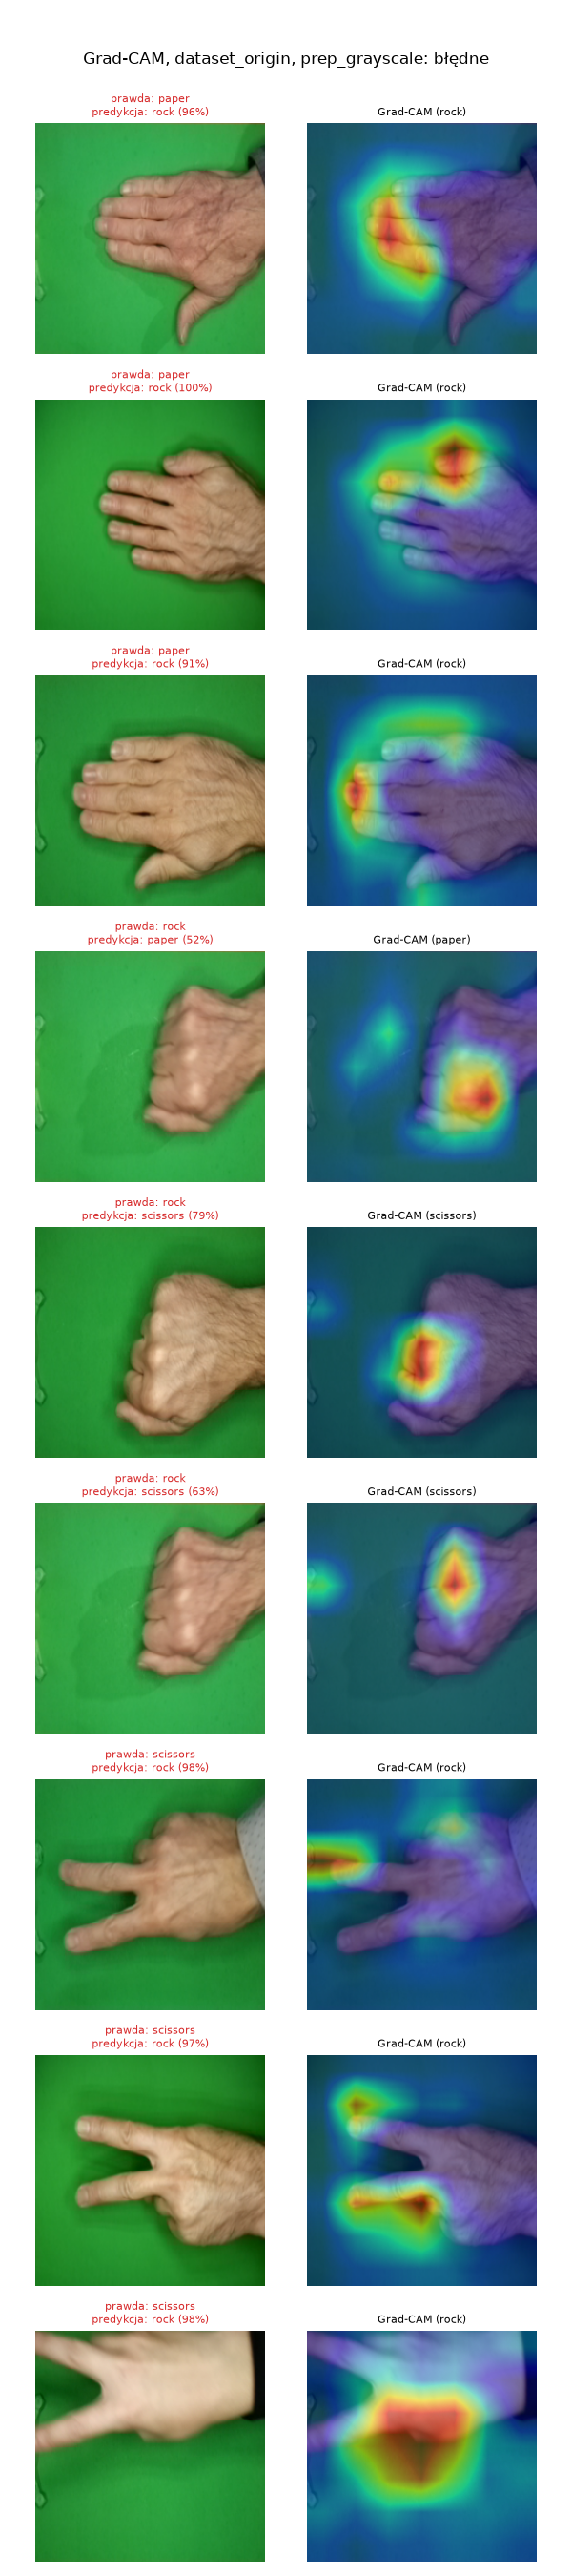 Grad-CAM, dataset_origin, prep_grayscale: błędne
prawda: paper
predykcja: rock (96%)
Grad-CAM (rock)
prawda: paper
predykcja: rock (100%)
Grad-CAM (rock)
prawda: paper
predykcja: rock (91%)
Grad-CAM (rock)
prawda: rock
predykcja: paper (52%)
Grad-CAM (paper)
prawda: rock
predykcja: scissors (79%)
Grad-CAM (scissors)
prawda: rock
predykcja: scissors (63%)
Grad-CAM (scissors)
prawda: scissors
predykcja: rock (98%)
Grad-CAM (rock)
prawda: scissors
predykcja: rock (97%)
Grad-CAM (rock)
prawda: scissors
predykcja: rock (98%)
Grad-CAM (rock)